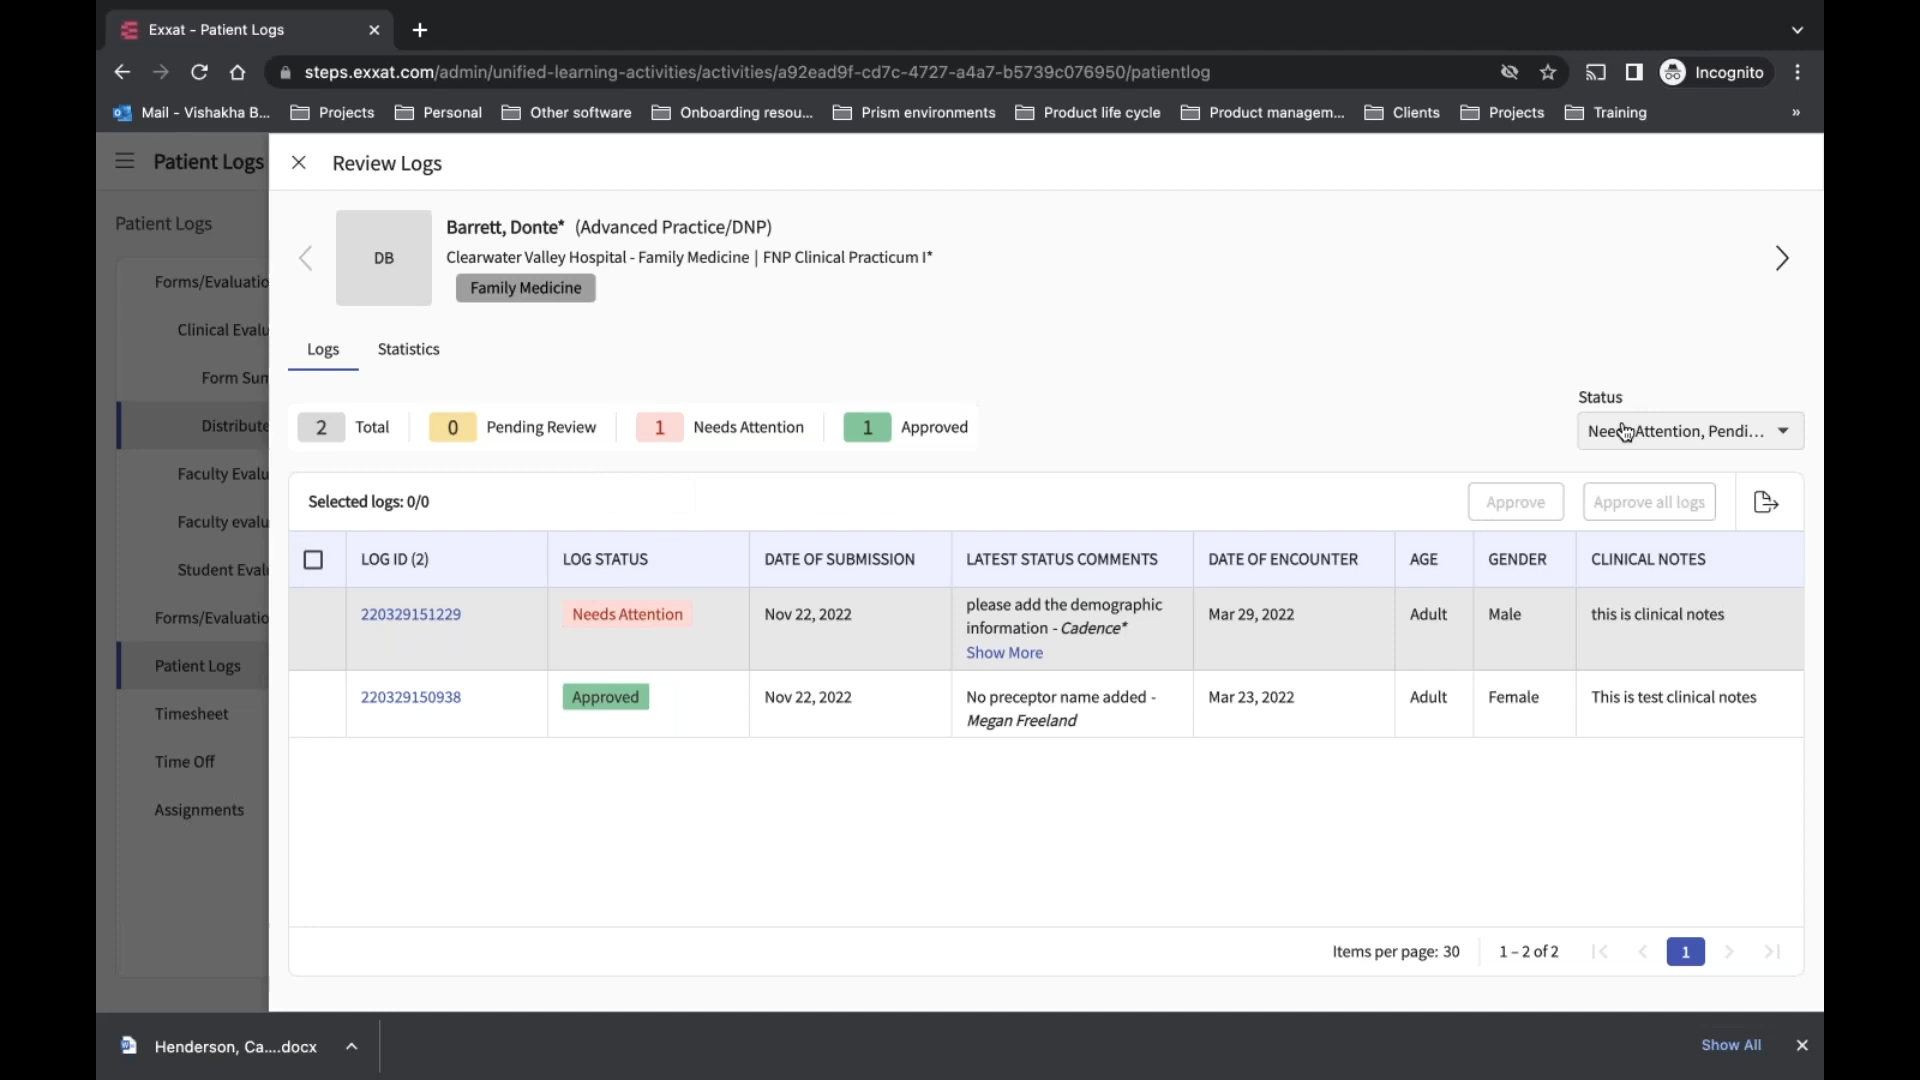 Exxat - Patient Logs
steps.exxat.com/admin/unified-learning-activities/activities/a92ead9f-cd7c-4727-a4a7-b5739c076950/patientlog
Incognito
Mail - Vishakha B... Projects Personal Other software Onboarding resou... Prism environments Product life cycle Product managem... Clients Projects Training »
Patient Logs
Review Logs
Patient Logs
Forms/Evaluatio
Clinical Evalu
Form Sum
Distribute
Faculty Evalu
Faculty evalu
Student Eval
Forms/Evaluatio
Patient Logs
Timesheet
Time Off
Assignments
DB
Barrett, Donte* (Advanced Practice/DNP)
Clearwater Valley Hospital - Family Medicine | FNP Clinical Practicum I*
Family Medicine
Logs Statistics
2 Total 0 Pending Review 1 Needs Attention 1 Approved
Status
Needs Attention, Pendi...
Selected logs: 0/0
Approve Approve all logs
LOG ID (2) LOG STATUS DATE OF SUBMISSION LATEST STATUS COMMENTS DATE OF ENCOUNTER AGE GENDER CLINICAL NOTES
220329151229 Needs Attention Nov 22, 2022 please add the demographic Mar 29, 2022 Adult Male this is clinical notes
information - Cadence*
Show More
220329150938 Approved Nov 22, 2022 No preceptor name added - Mar 23, 2022 Adult Female This is test clinical notes
Megan Freeland
Items per page: 30 1 – 2 of 2 1
Henderson, Ca....docx
Show All